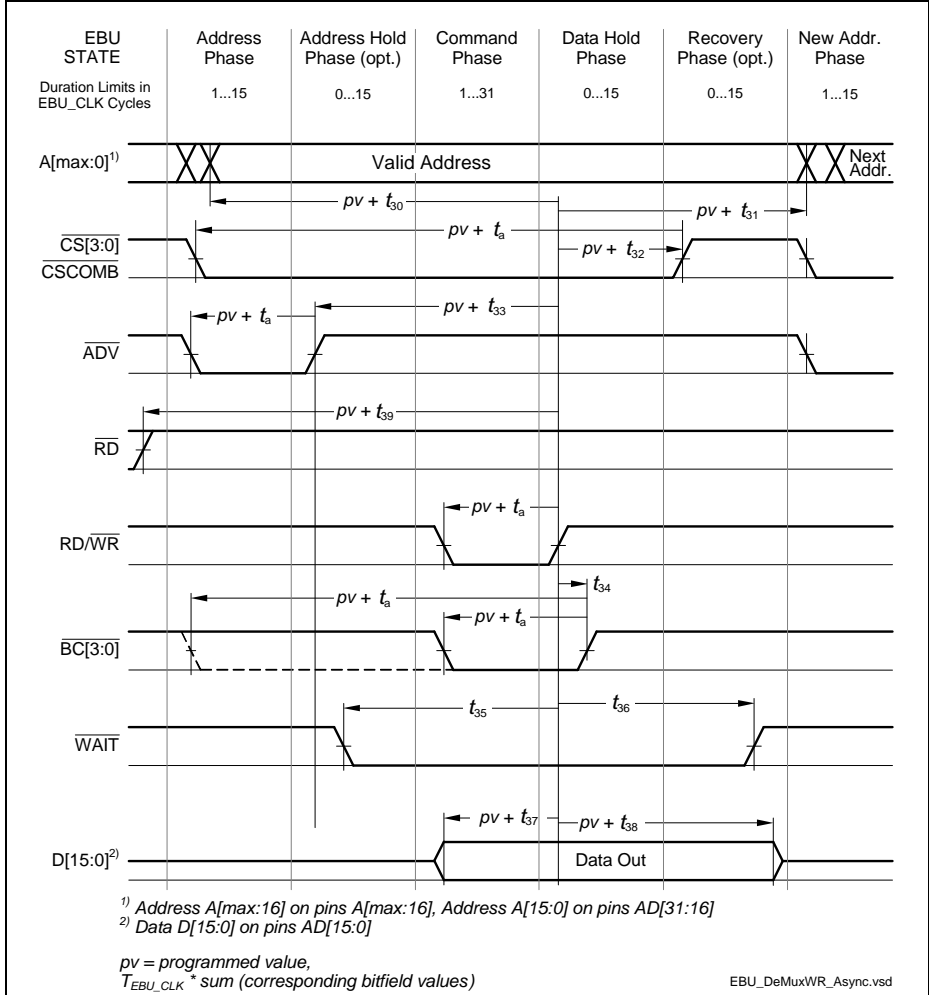 EBU STATE
Address Phase
Address Hold Phase (opt.)
Command Phase
Data Hold Phase
Recovery Phase (opt.)
New Addr. Phase
Duration Limits in EBU_CLK Cycles
1...15
0...15
1...31
0...15
0...15
1...15
A[max:0]1)
Valid Address
Next Addr.
pv + t30
pv + t31
pv + ta
CS[3:0]
CSCOMB
pv + t32
pv + t33
pv + ta
ADV
pv + t39
RD
pv + ta
RD/WR
t34
pv + ta
pv + ta
BC[3:0]
t35
t36
WAIT
pv + t37
pv + t38
D[15:0]2)
Data Out
1) Address A[max:16] on pins A[max:16], Address A[15:0] on pins AD[31:16]
2) Data D[15:0] on pins AD[15:0]
pv = programmed value,
TEBU_CLK * sum (corresponding bitfield values)
EBU_DeMuxWR_Async.vsd